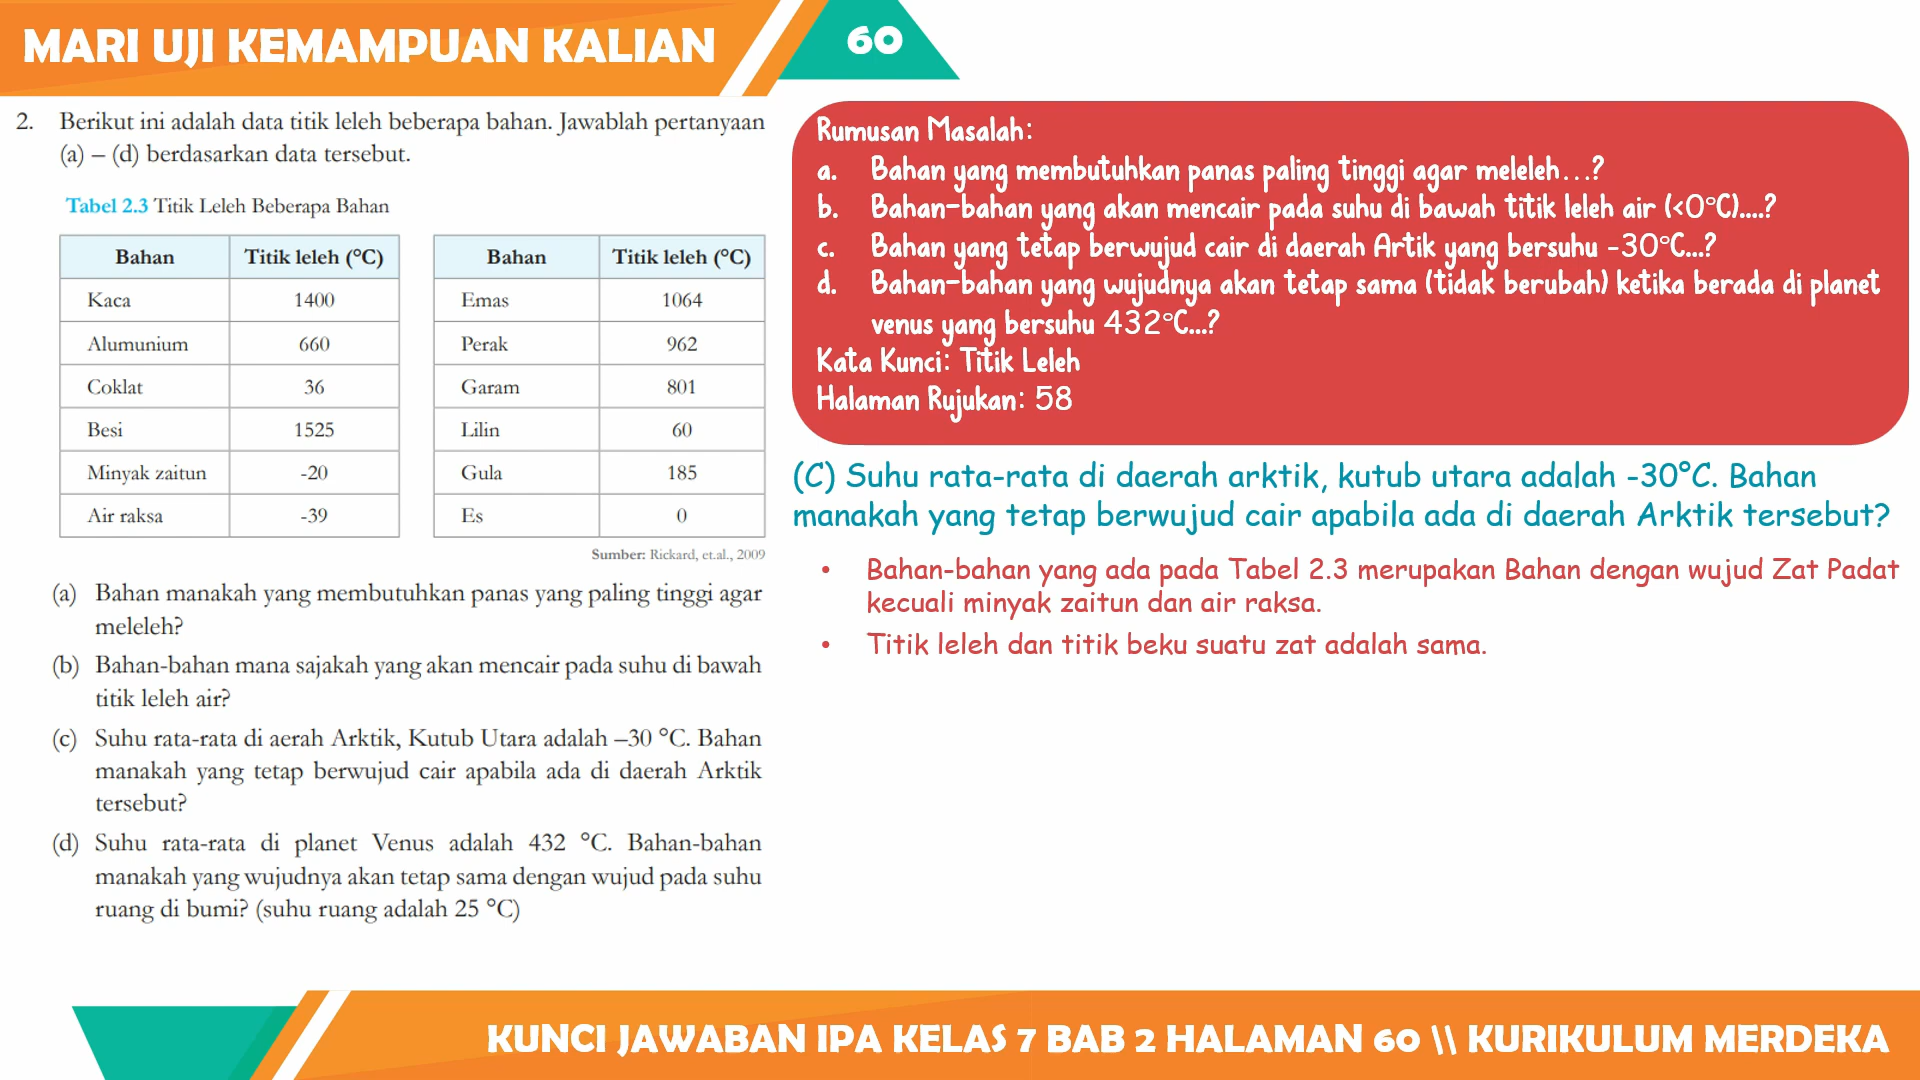 MARI UJI KEMAMPUAN KALIAN
60
2. Berikut ini adalah data titik leleh beberapa bahan. Jawablah pertanyaan
(a) – (d) berdasarkan data tersebut.
Tabel 2.3 Titik Leleh Beberapa Bahan
Bahan Titik leleh (°C)
Kaca 1400
Alumunium 660
Coklat 36
Besi 1525
Minyak zaitun -20
Air raksa -39
Bahan Titik leleh (°C)
Emas 1064
Perak 962
Garam 801
Lilin 60
Gula 185
Es 0
Sumber: Rickard, et.al., 2009
(a) Bahan manakah yang membutuhkan panas yang paling tinggi agar
meleleh?
(b) Bahan-bahan mana sajakah yang akan mencair pada suhu di bawah
titik leleh air?
(c) Suhu rata-rata di aerah Arktik, Kutub Utara adalah –30 °C. Bahan
manakah yang tetap berwujud cair apabila ada di daerah Arktik
tersebut?
(d) Suhu rata-rata di planet Venus adalah 432 °C. Bahan-bahan
manakah yang wujudnya akan tetap sama dengan wujud pada suhu
ruang di bumi? (suhu ruang adalah 25 °C)
Rumusan Masalah:
a. Bahan yang membutuhkan panas paling tinggi agar meleleh...?
b. Bahan-bahan yang akan mencair pada suhu di bawah titik leleh air (<0°C)....?
c. Bahan yang tetap berwujud cair di daerah Artik yang bersuhu -30°C...?
d. Bahan-bahan yang wujudnya akan tetap sama (tidak berubah) ketika berada di planet
venus yang bersuhu 432°C...?
Kata Kunci: Titik Leleh
Halaman Rujukan: 58
(C) Suhu rata-rata di daerah arktik, kutub utara adalah -30°C. Bahan
manakah yang tetap berwujud cair apabila ada di daerah Arktik tersebut?
• Bahan-bahan yang ada pada Tabel 2.3 merupakan Bahan dengan wujud Zat Padat
kecuali minyak zaitun dan air raksa.
• Titik leleh dan titik beku suatu zat adalah sama.
KUNCI JAWABAN IPA KELAS 7 BAB 2 HALAMAN 60 \\ KURIKULUM MERDEKA